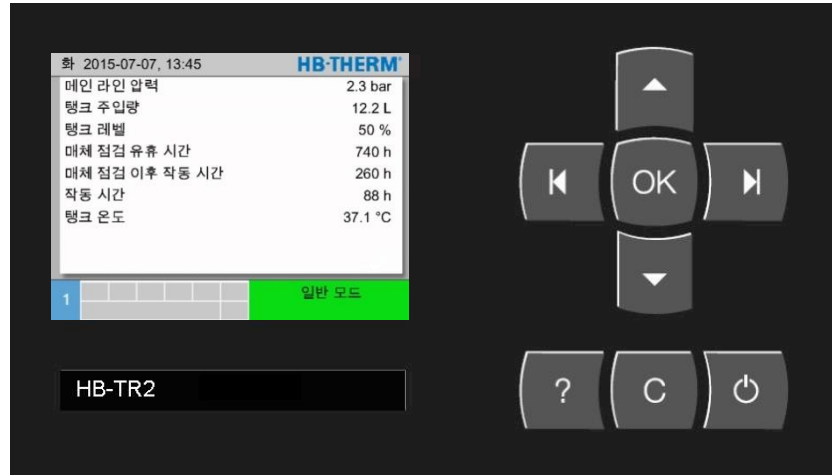 화 2015-07-07, 13:45 HB-THERM®
메인 라인 압력 2.3 bar
탱크 주입량 12.2 L
탱크 레벨 50 %
매체 점검 유휴 시간 740 h
매체 점검 이후 작동 시간 260 h
작동 시간 88 h
탱크 온도 37.1 °C
1 일반 모드
HB-TR2
OK
? C